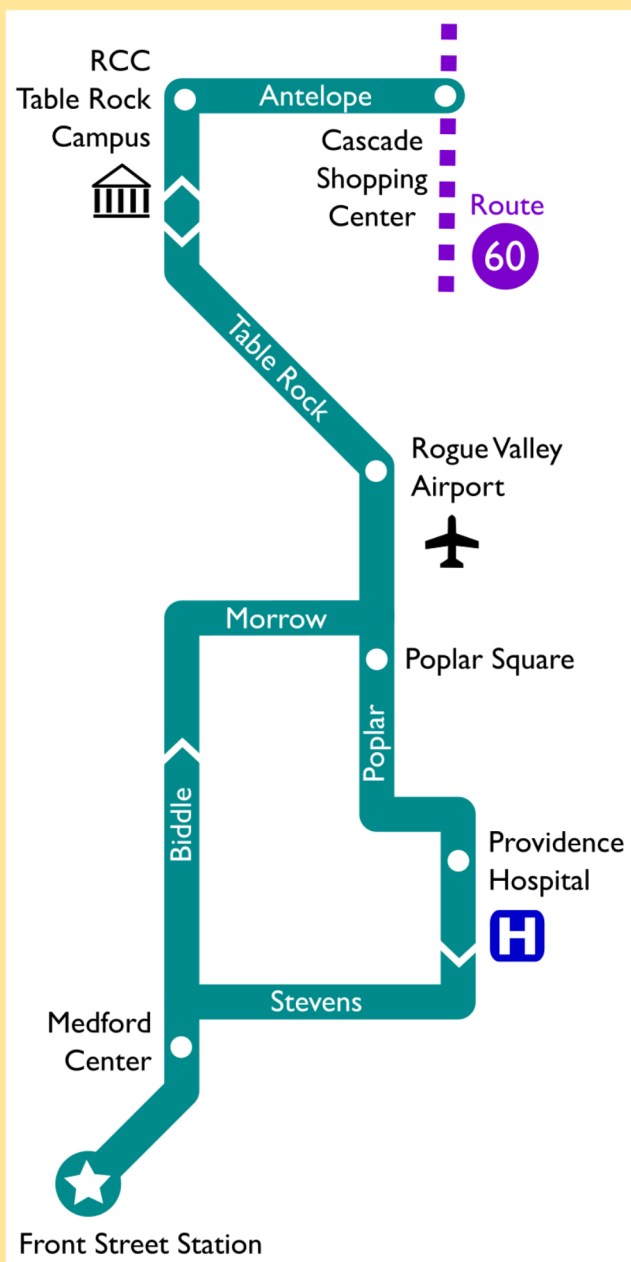 RCC
Table Rock
Campus
Antelope
Cascade
Shopping
Center
Route
60
Table Rock
Rogue Valley
Airport
Morrow
Poplar Square
Poplar
Biddle
Providence
Hospital
H
Stevens
Medford
Center
Front Street Station